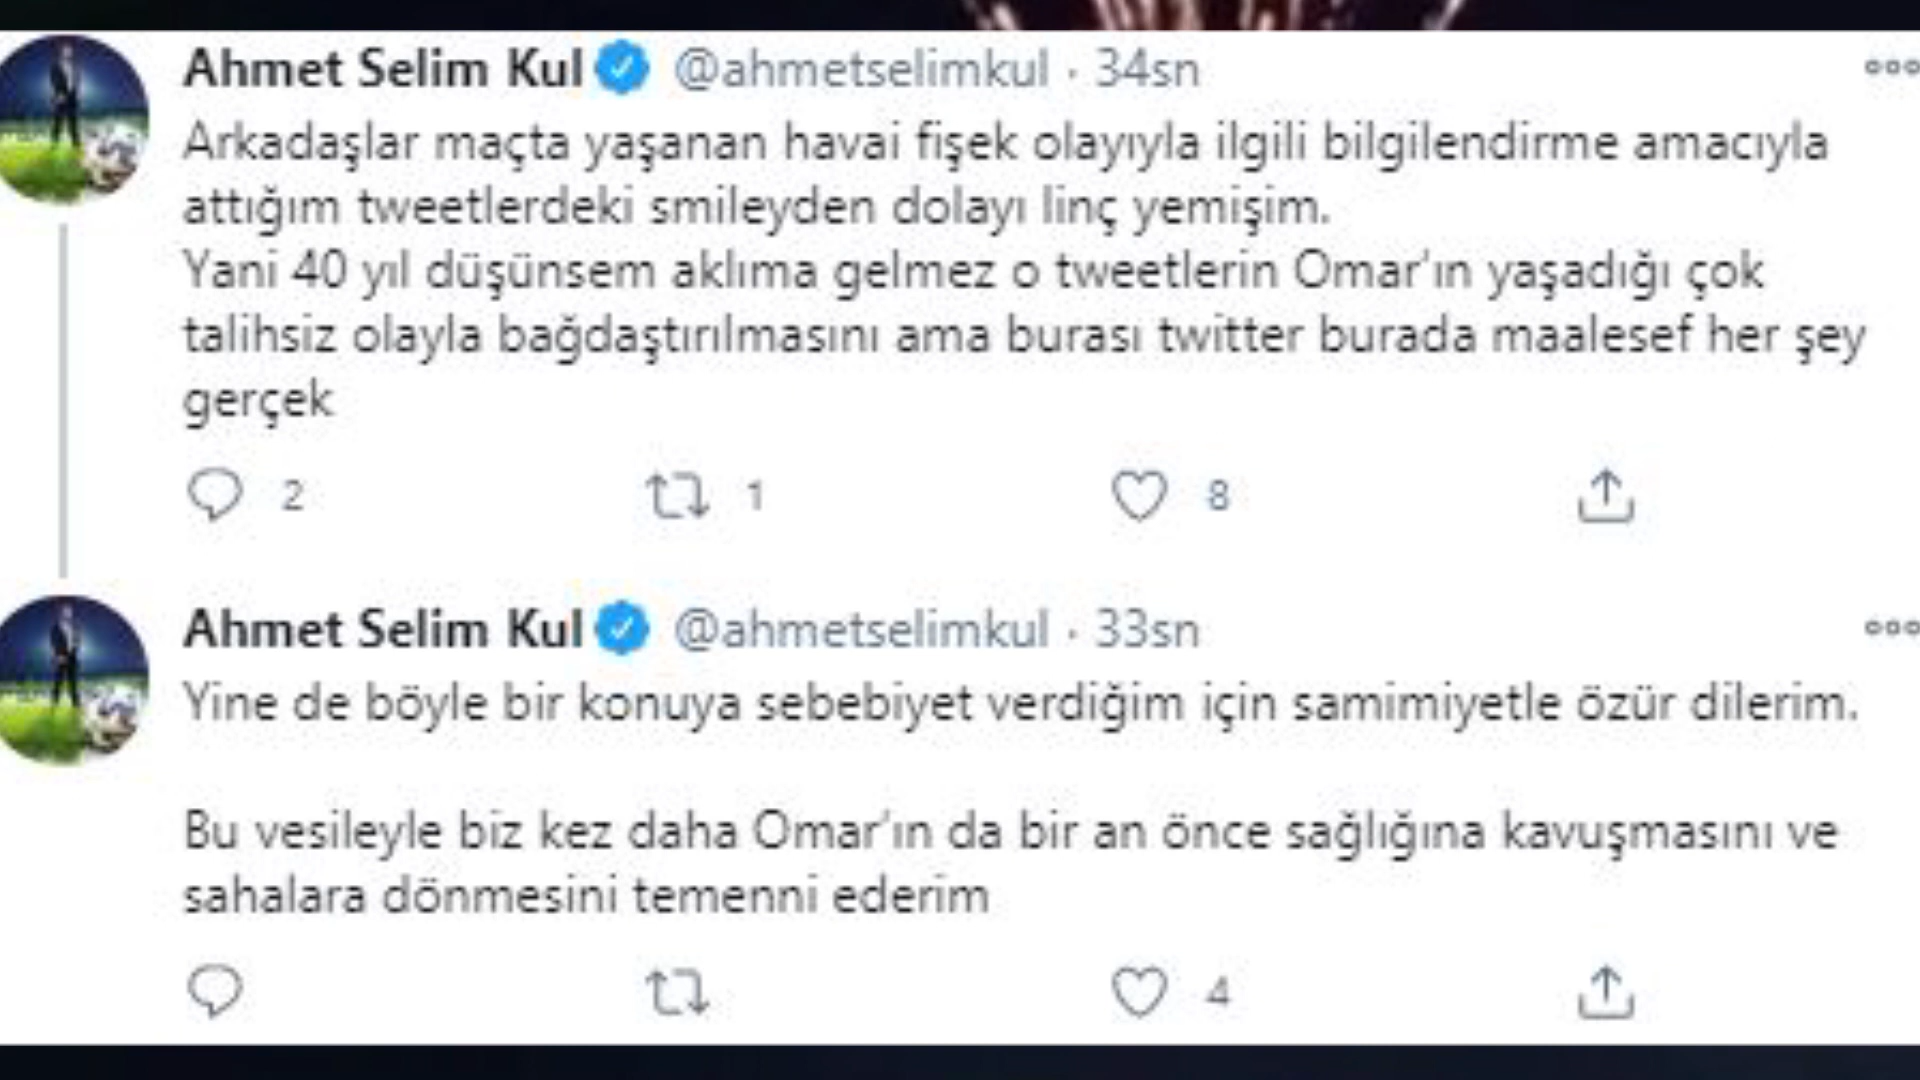 Ahmet Selim Kul @ahmetselimkul · 34sn
Arkadaşlar maçta yaşanan havai fişek olayıyla ilgili bilgilendirme amacıyla
attığım tweetlerdeki smileyden dolayı linç yemişim.
Yani 40 yıl düşünsem aklıma gelmez o tweetlerin Omar'ın yaşadığı çok
talihsiz olayla bağdaştırılmasını ama burası twitter burada maalesef her şey
gerçek
2 1 8
Ahmet Selim Kul @ahmetselimkul · 33sn
Yine de böyle bir konuya sebebiyet verdiğim için samimiyetle özür dilerim.
Bu vesileyle biz kez daha Omar'ın da bir an önce sağlığına kavuşmasını ve
sahalara dönmesini temenni ederim
4